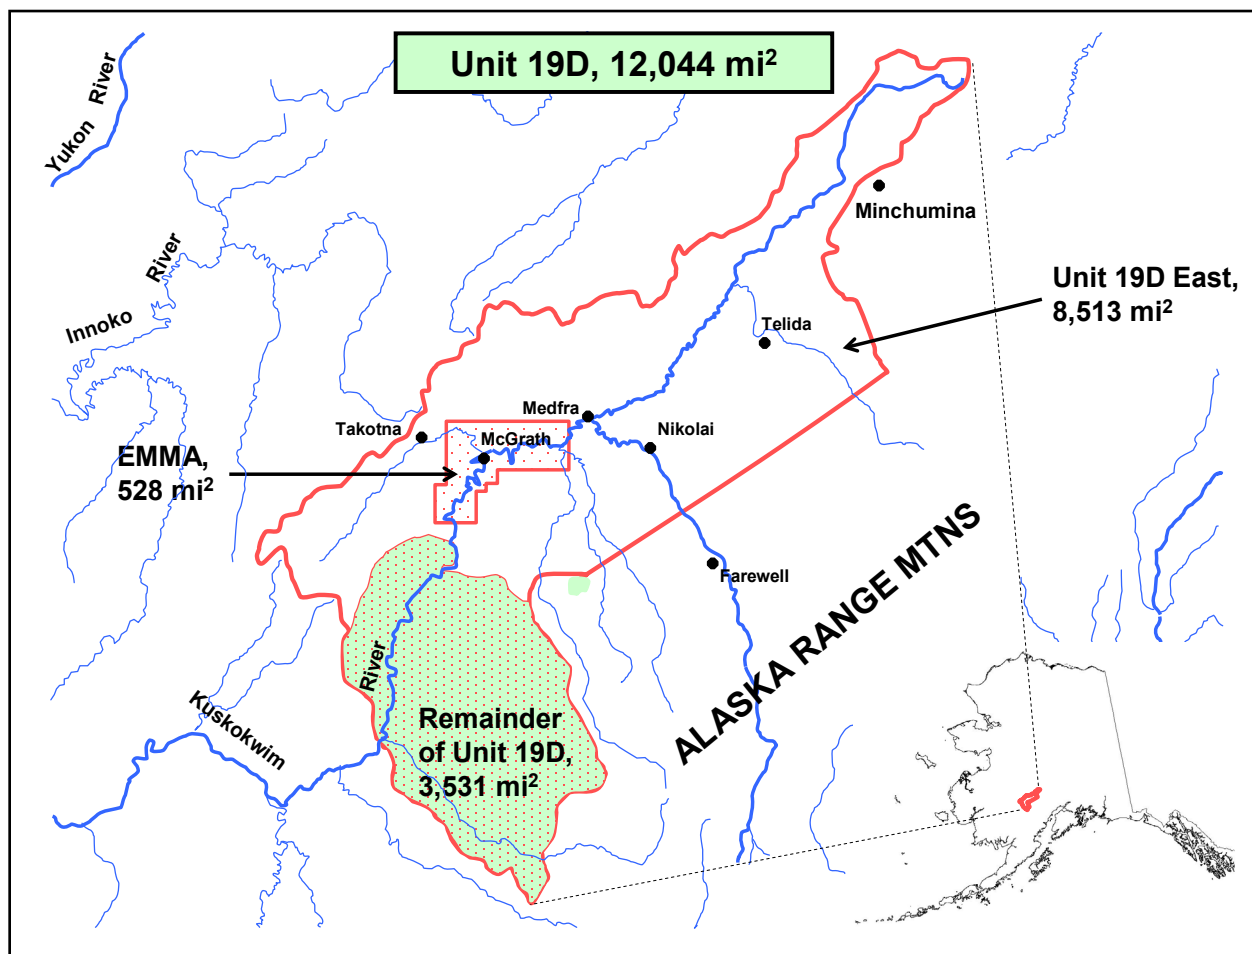 Unit 19D, 12,044 mi²
Yukon River
Minchumina
Innoko River
Unit 19D East,
8,513 mi²
Telida
Medfra
Takotna
McGrath
Nikolai
EMMA,
528 mi²
Farewell
ALASKA RANGE MTNS
Kuskokwim River
Remainder
of Unit 19D,
3,531 mi²